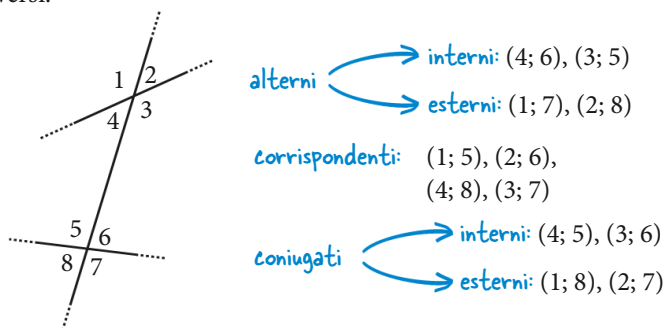 versi.
1 2
4 3
5 6
8 7
alterni
interni: (4; 6), (3; 5)
esterni: (1; 7), (2; 8)
corrispondenti: (1; 5), (2; 6),
(4; 8), (3; 7)
coniugati
interni: (4; 5), (3; 6)
esterni: (1; 8), (2; 7)